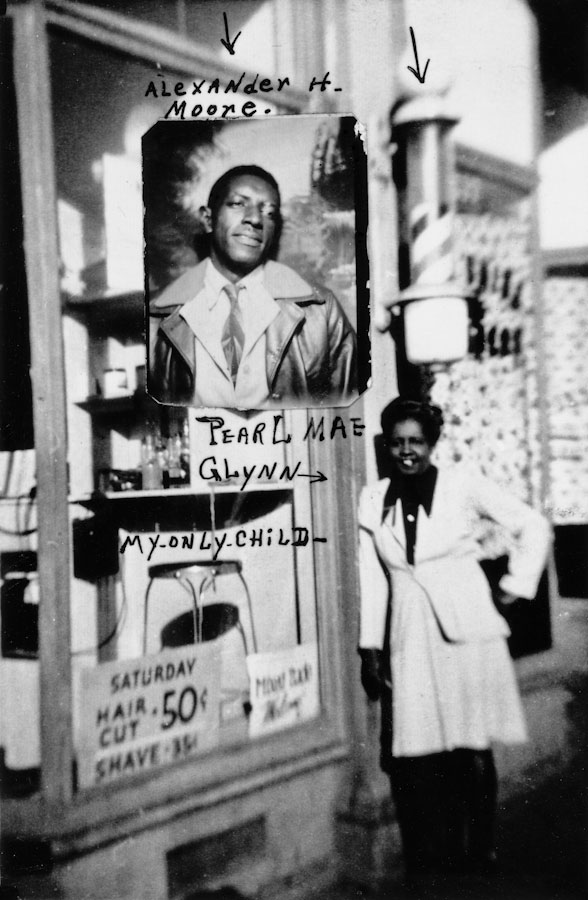 ALEXANDER H.
MOORE.
PEARL MAE
GLYNN
MY-ONLY-CHILD-
SATURDAY
HAIR
CUT 50¢
SHAVE-35¢